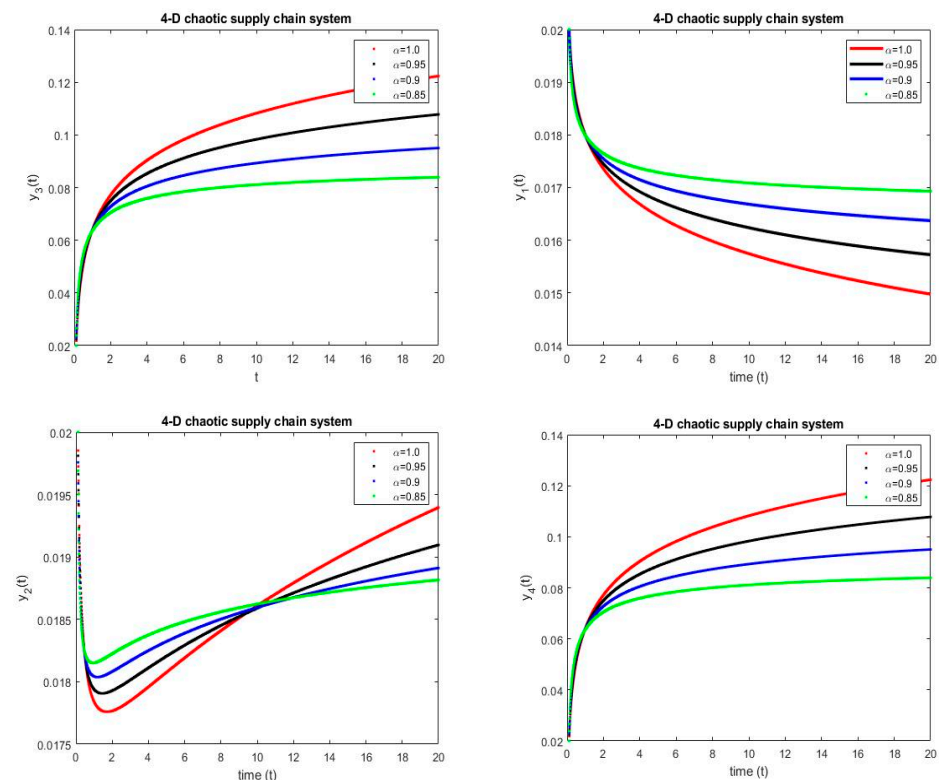 4-D chaotic supply chain system
0.14
0.12
0.1
0.08
0.06
0.04
0.02
y3(t)
α=1.0
α=0.95
α=0.9
α=0.85
0 2 4 6 8 10 12 14 16 18 20
t
4-D chaotic supply chain system
0.02
0.019
0.018
0.017
0.016
0.015
0.014
y1(t)
α=1.0
α=0.95
α=0.9
α=0.85
0 2 4 6 8 10 12 14 16 18 20
time (t)
4-D chaotic supply chain system
0.02
0.0195
0.019
0.0185
0.018
0.0175
y2(t)
α=1.0
α=0.95
α=0.9
α=0.85
0 2 4 6 8 10 12 14 16 18 20
time (t)
4-D chaotic supply chain system
0.14
0.12
0.1
0.08
0.06
0.04
0.02
y4(t)
α=1.0
α=0.95
α=0.9
α=0.85
0 2 4 6 8 10 12 14 16 18 20
time (t)